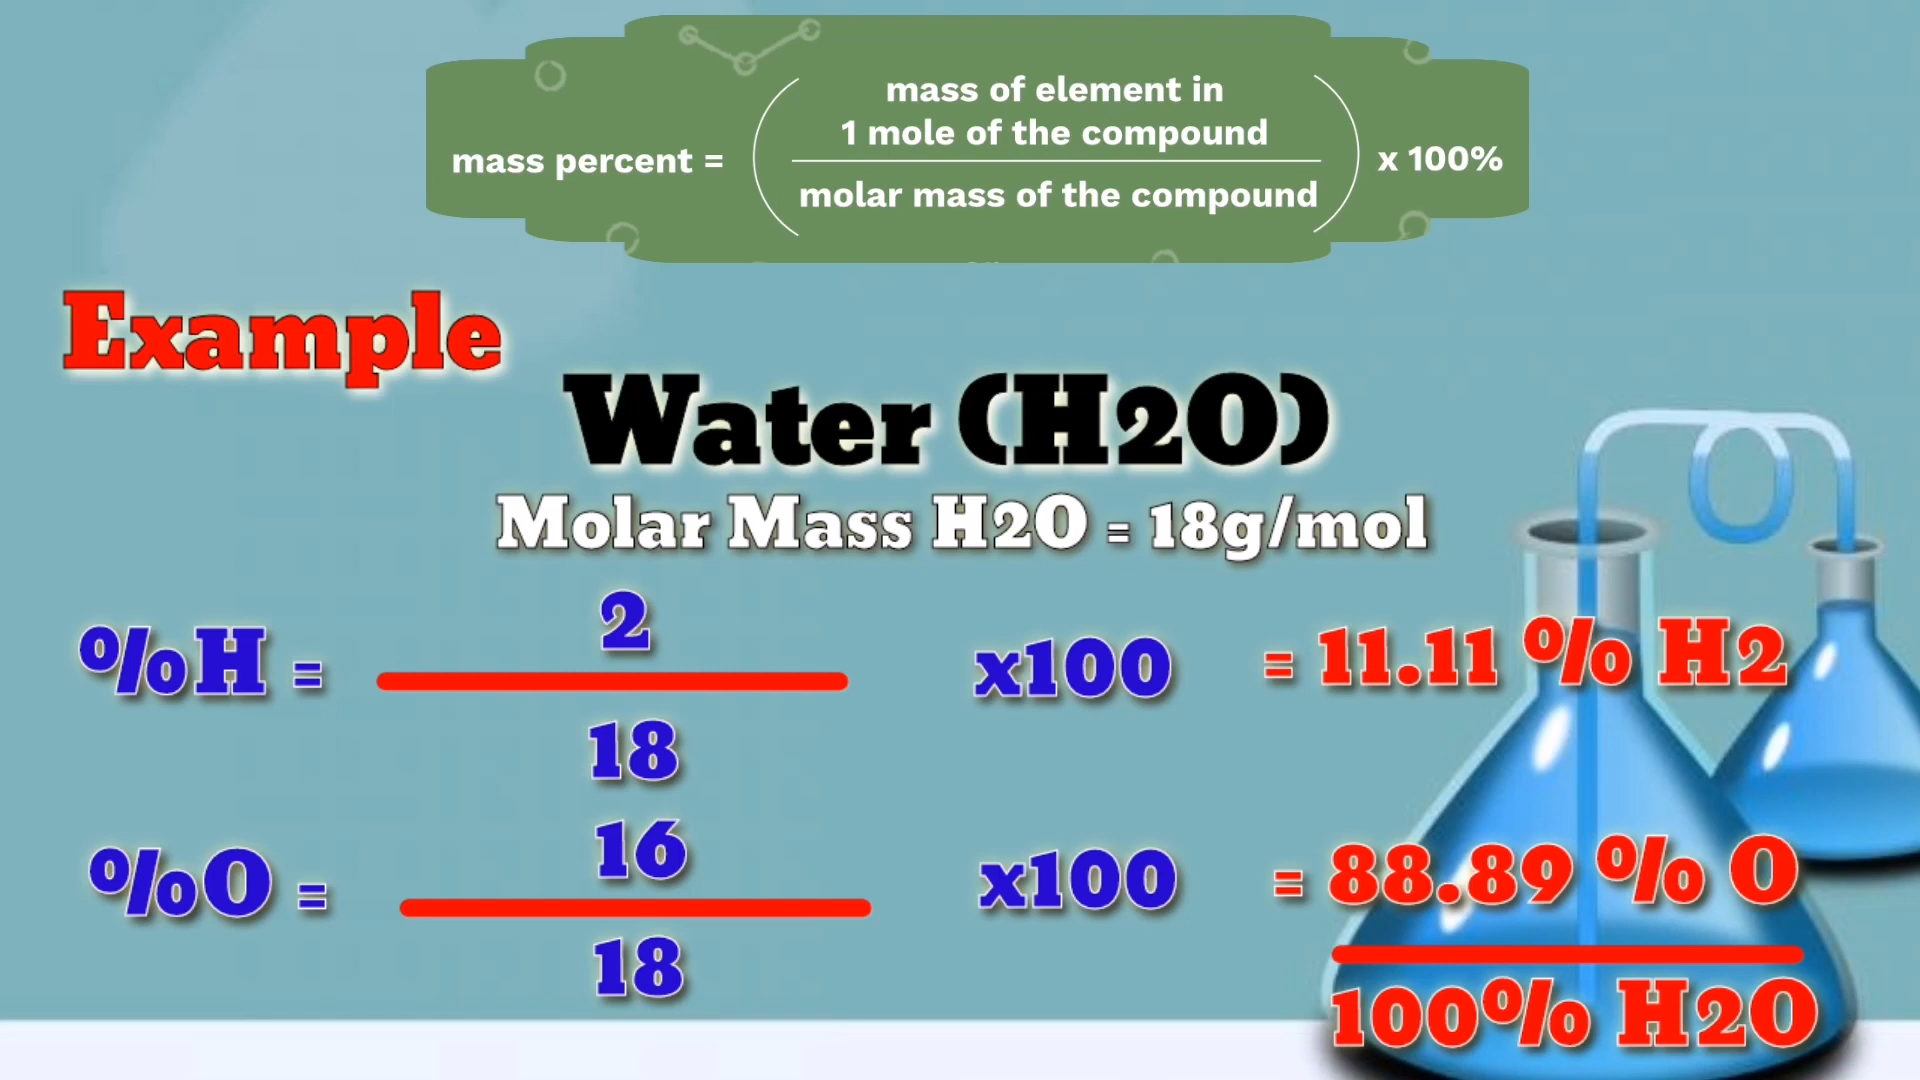 mass of element in
1 mole of the compound
mass percent = x 100%
molar mass of the compound
Example
Water (H2O)
Molar Mass H2O = 18g/mol
2
%H = x100 = 11.11 % H2
18
16
%O = x100 = 88.89 % O
18
100% H2O